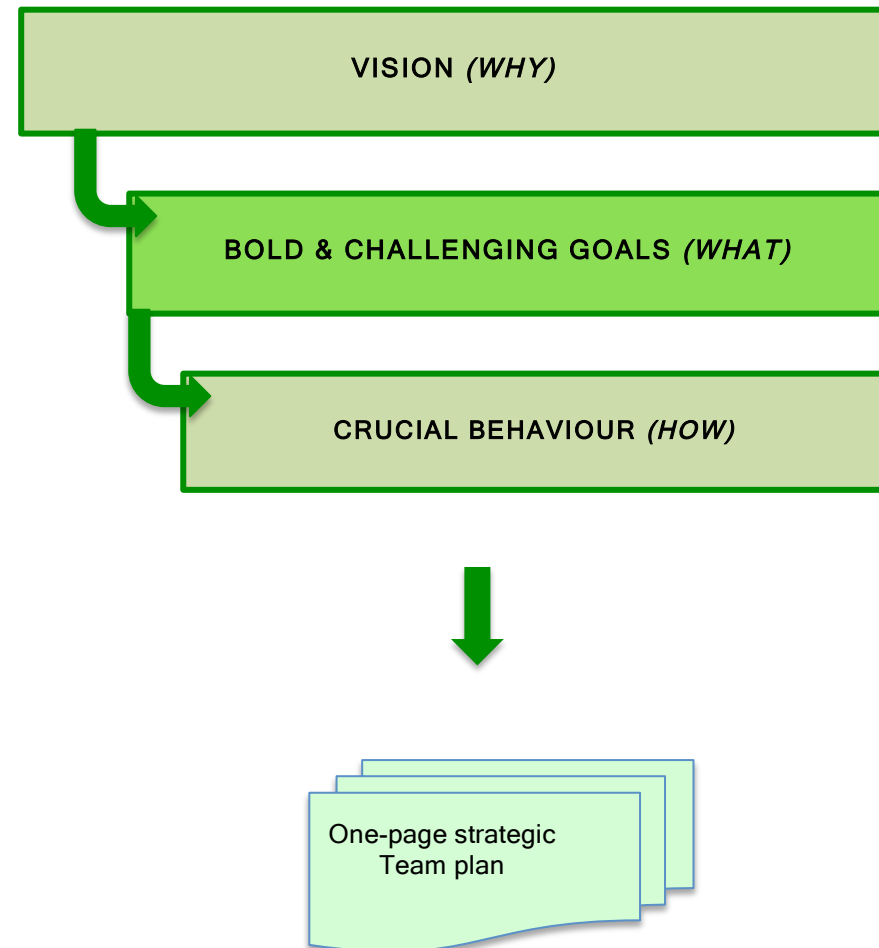 VISION (WHY)
BOLD & CHALLENGING GOALS (WHAT)
CRUCIAL BEHAVIOUR (HOW)
One-page strategic
Team plan